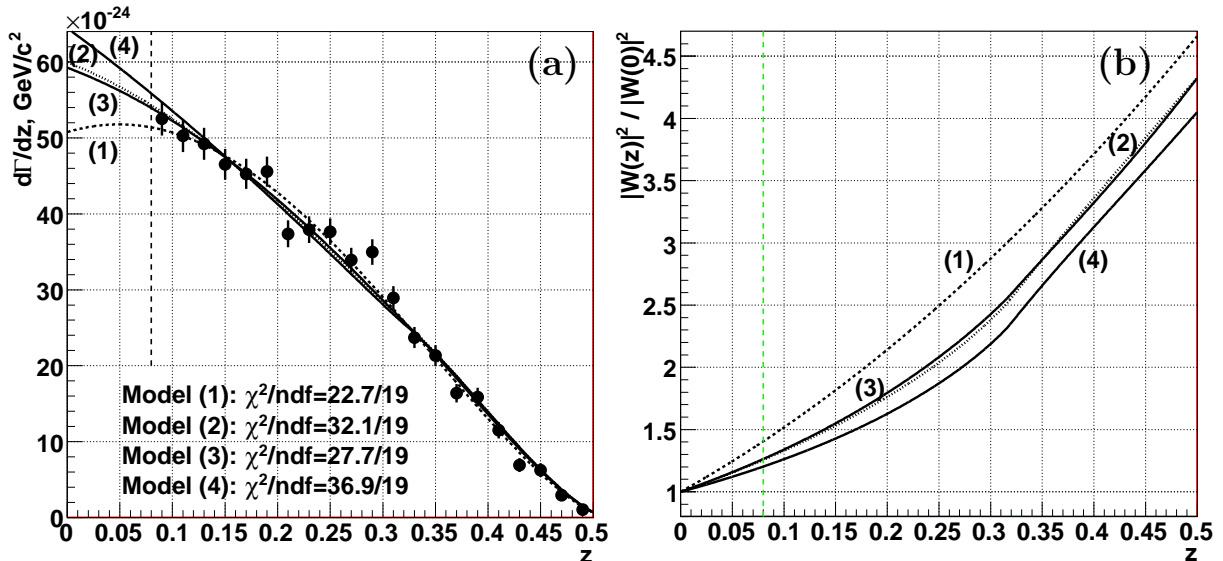 ×10⁻²⁴
dΓ/dz, GeV/c²
60
50
40
30
20
10
0
(2)
(4)
(3)
(1)
(a)
Model (1): χ²/ndf=22.7/19
Model (2): χ²/ndf=32.1/19
Model (3): χ²/ndf=27.7/19
Model (4): χ²/ndf=36.9/19
0 0.05 0.1 0.15 0.2 0.25 0.3 0.35 0.4 0.45 0.5
z
|W(z)|² / |W(0)|²
4.5
4
3.5
3
2.5
2
1.5
1
(b)
(2)
(1)
(4)
(3)
0 0.05 0.1 0.15 0.2 0.25 0.3 0.35 0.4 0.45 0.5
z